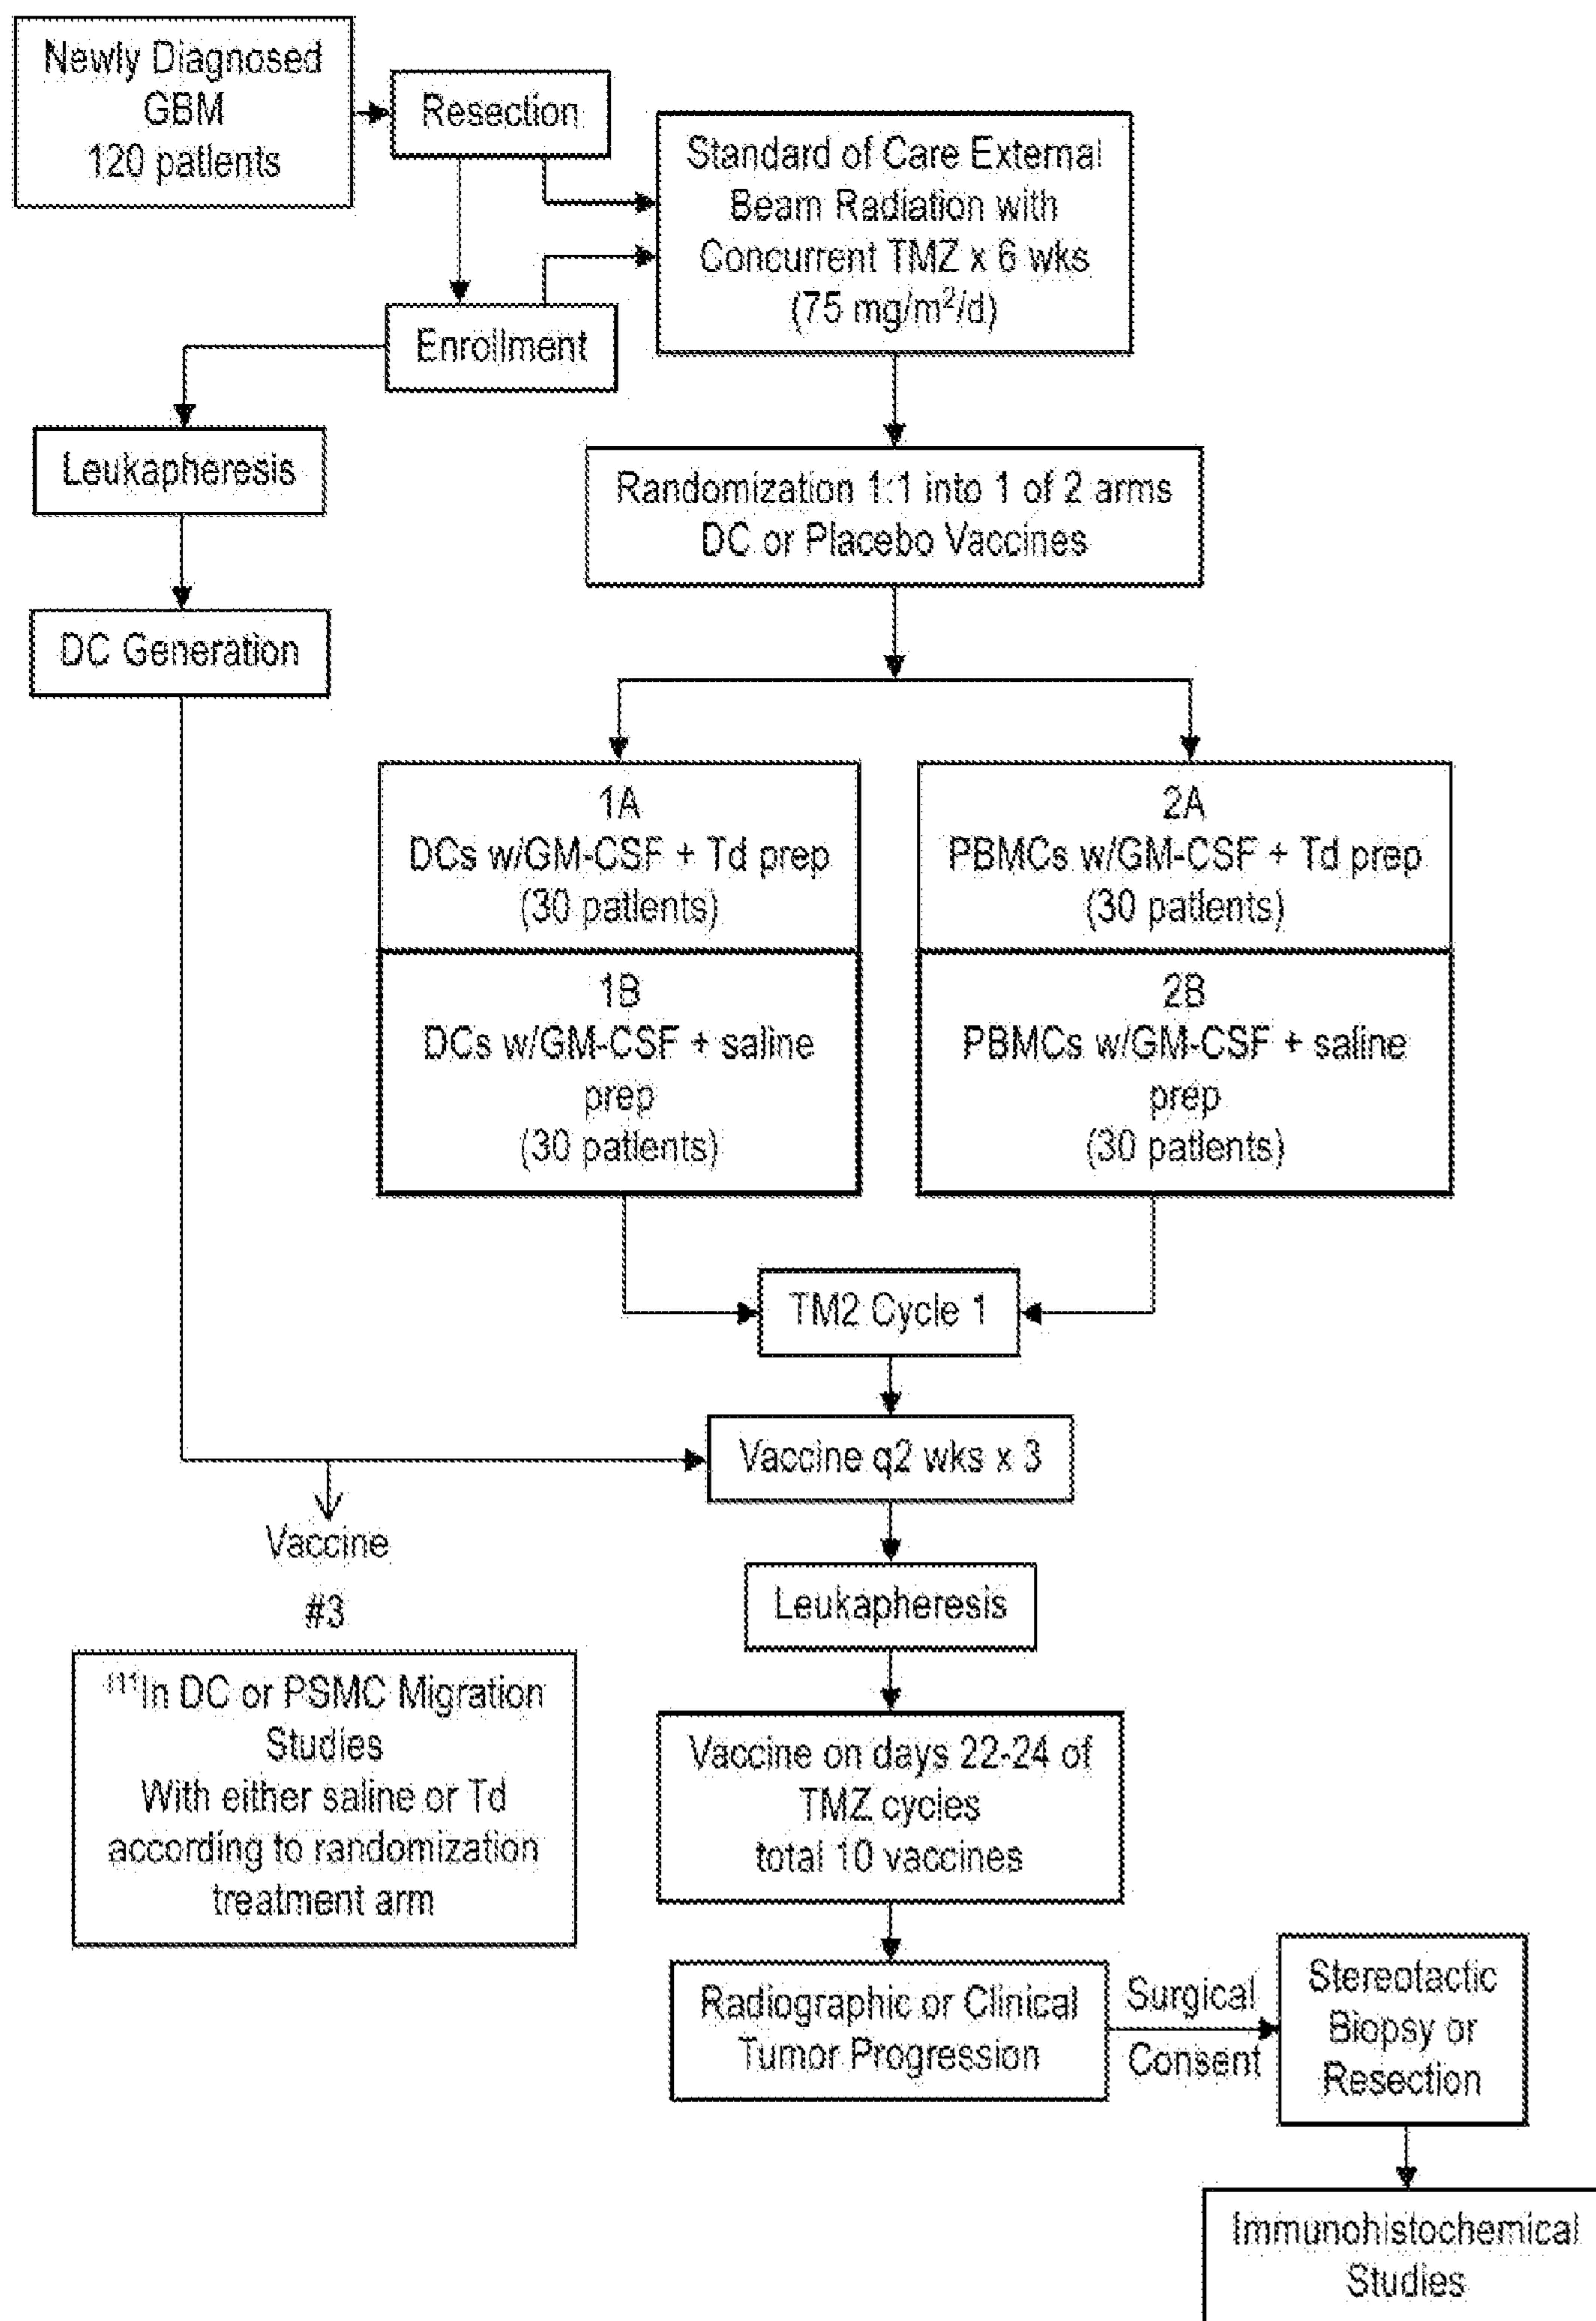 Newly Diagnosed
GBM
120 patients
Resection
Standard of Care External
Beam Radiation with
Concurrent TMZ x 6 wks
(75 mg/m²/d)
Enrollment
Leukapheresis
Randomization 1:1 into 1 of 2 arms
DC or Placebo Vaccines
DC Generation
1A
DCs w/GM-CSF + Td prep
(30 patients)
2A
PBMCs w/GM-CSF + Td prep
(30 patients)
1B
DCs w/GM-CSF + saline
prep
(30 patients)
2B
PBMCs w/GM-CSF + saline
prep
(30 patients)
TM2 Cycle 1
Vaccine q2 wks x 3
Vaccine
#3
Leukapheresis
¹¹¹In DC or PSMC Migration
Studies
With either saline or Td
according to randomization
treatment arm
Vaccine on days 22-24 of
TMZ cycles
total 10 vaccines
Radiographic or Clinical
Tumor Progression
Surgical
Consent
Stereotactic
Biopsy or
Resection
Immunohistochemical
Studies